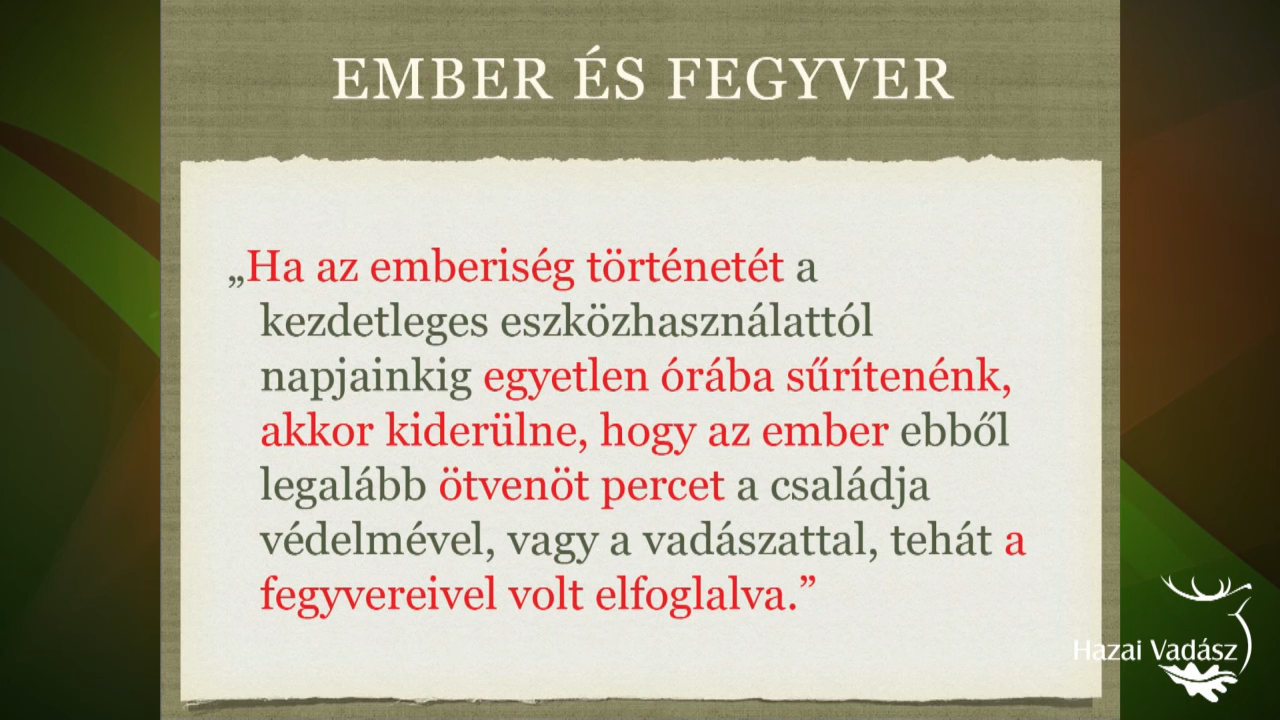 EMBER ÉS FEGYVER
„Ha az emberiség történetét a
kezdetleges eszközhasználattól
napjainkig egyetlen órába sűrítenénk,
akkor kiderülne, hogy az ember ebből
legalább ötvenöt percet a családja
védelmével, vagy a vadászattal, tehát a
fegyvereivel volt elfoglalva.”
Hazai Vadász